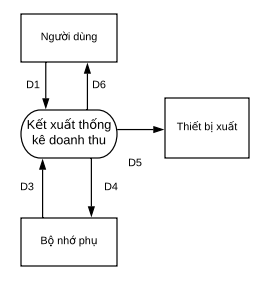 Người dùng
D1
D6
Kết xuất thống
kê doanh thu
Thiết bị xuất
D5
D3
D4
Bộ nhớ phụ